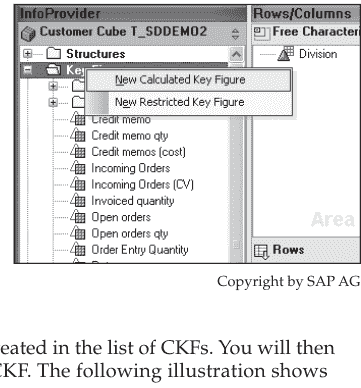 InfoProvider
Rows/Columns
Customer Cube T_SDDEMO2
Free Characteri
Structures
Division
Key
New Calculated Key Figure
New Restricted Key Figure
Credit memo
Credit memo qty
Credit memos (cost)
Incoming Orders
Incoming Orders (CV)
Invoiced quantity
Open orders
Open orders qty
Order Entry Quantity
Area
Rows
Copyright by SAP AG
eated in the list of CKFs. You will then
CKF. The following illustration shows